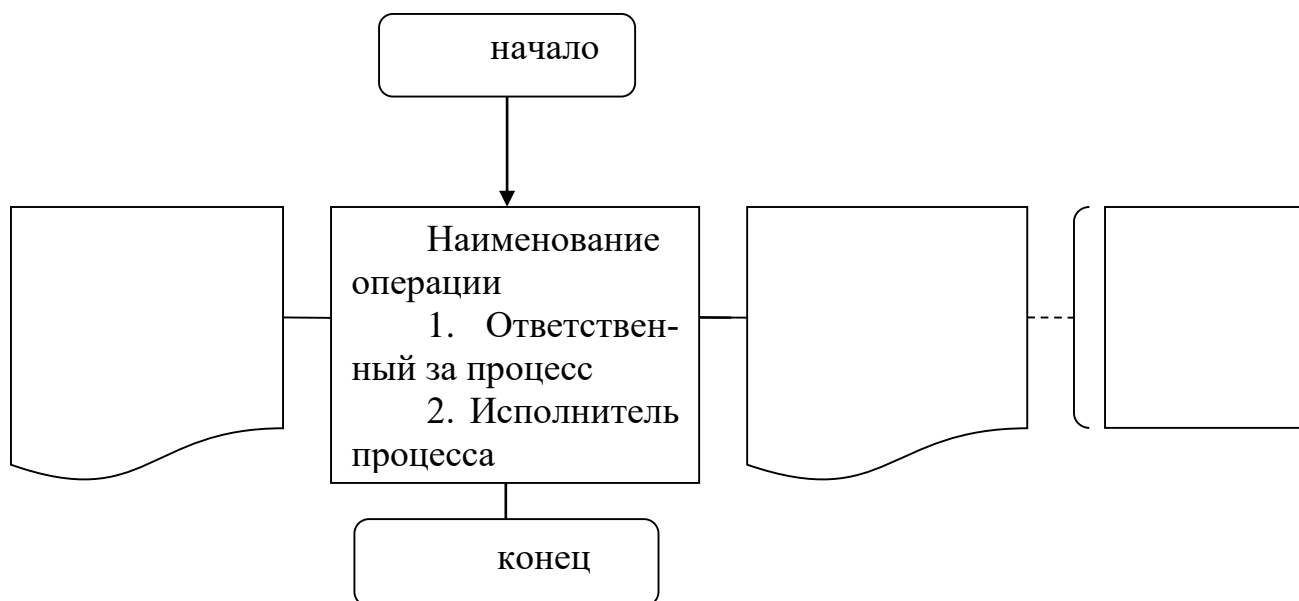 начало
Наименование
операции
1. Ответствен-
ный за процесс
2. Исполнитель
процесса
конец